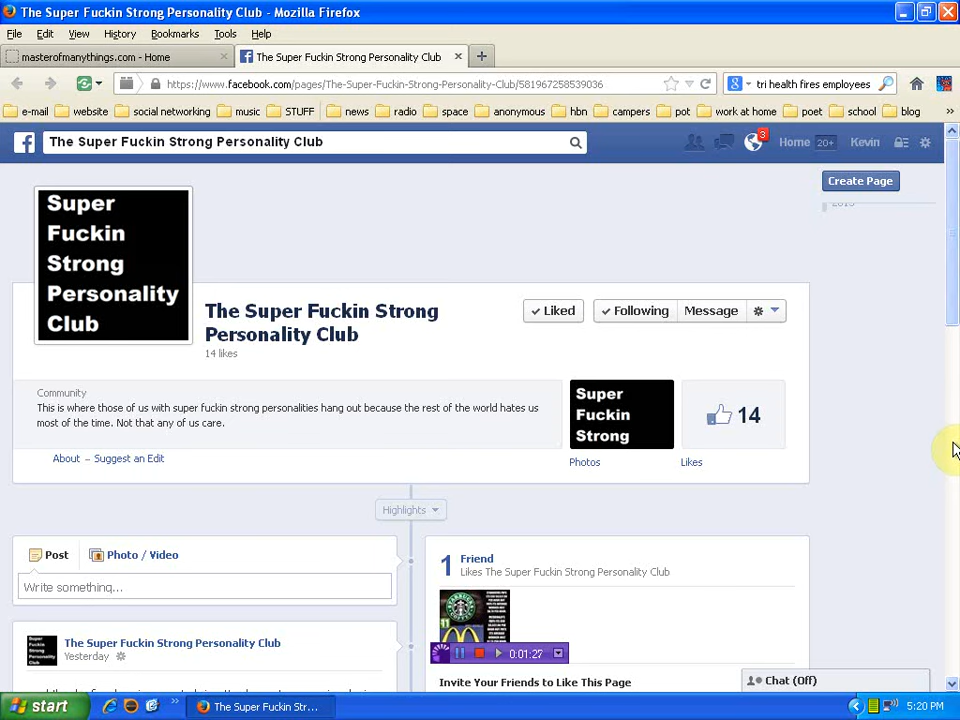 The Super Fuckin Strong Personality Club - Mozilla Firefox
File Edit View History Bookmarks Tools Help
masterofmanythings.com - Home
The Super Fuckin Strong Personality Club
https://www.facebook.com/pages/The-Super-Fuckin-Strong-Personality-Club/581967258539036
tri health fires employees
e-mail website social networking music STUFF news radio space anonymous hbn campers pot work at home poet school blog
The Super Fuckin Strong Personality Club
3
Home 20+ Kevin
Create Page
2013
Super
Fuckin
Strong
Personality
Club
The Super Fuckin Strong
Personality Club
14 likes
Liked
Following
Message
Community
This is where those of us with super fuckin strong personalities hang out because the rest of the world hates us
most of the time. Not that any of us care.
About – Suggest an Edit
Super
Fuckin
Strong
Photos
14
Likes
Highlights
Post
Photo / Video
Write something...
The Super Fuckin Strong Personality Club
Yesterday
1 Friend
Likes The Super Fuckin Strong Personality Club
0:01:27
Invite Your Friends to Like This Page
Chat (Off)
start
The Super Fuckin Str...
5:20 PM